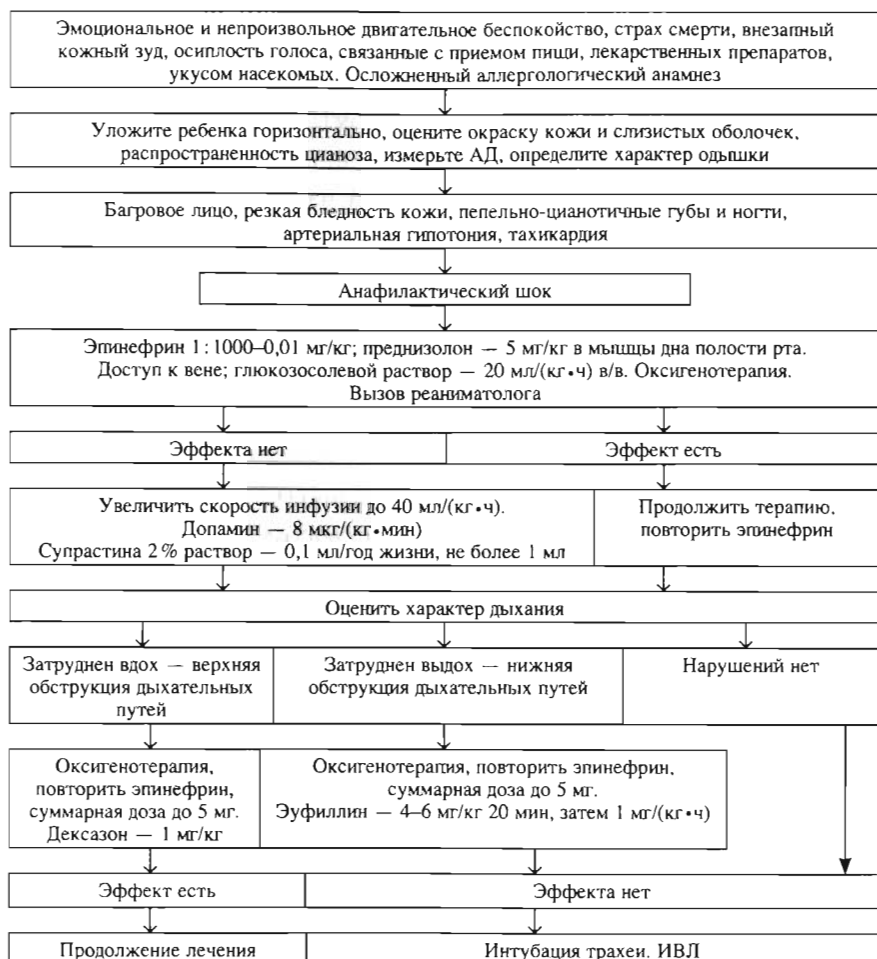 Эмоциональное и непроизвольное двигательное беспокойство, страх смерти, внезапный
кожный зуд, осиплость голоса, связанные с приемом пищи, лекарственных препаратов,
укусом насекомых. Осложненный аллергологический анамнез
Уложите ребенка горизонтально, оцените окраску кожи и слизистых оболочек,
распространенность цианоза, измерьте АД, определите характер одышки
Багровое лицо, резкая бледность кожи, пепельно-цианотичные губы и ногти,
артериальная гипотония, тахикардия
Анафилактический шок
Эпинефрин 1:1000–0,01 мг/кг; преднизолон — 5 мг/кг в мышцы дна полости рта.
Доступ к вене; глюкозосолевой раствор — 20 мл/(кг•ч) в/в. Оксигенотерапия.
Вызов реаниматолога
Эффекта нет
Эффект есть
Увеличить скорость инфузии до 40 мл/(кг•ч).
Допамин — 8 мкг/(кг•мин)
Супрастина 2% раствор — 0,1 мл/год жизни, не более 1 мл
Продолжить терапию,
повторить эпинефрин
Оценить характер дыхания
Затруднен вдох — верхняя
обструкция дыхательных
путей
Затруднен выдох — нижняя
обструкция дыхательных путей
Нарушений нет
Оксигенотерапия,
повторить эпинефрин,
суммарная доза до 5 мг.
Дексазон — 1 мг/кг
Оксигенотерапия, повторить эпинефрин,
суммарная доза до 5 мг.
Эуфиллин — 4–6 мг/кг 20 мин, затем 1 мг/(кг•ч)
Эффект есть
Эффекта нет
Продолжение лечения
Интубация трахеи. ИВЛ